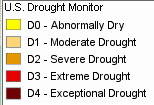 U.S. Drought Monitor
D0 - Abnormally Dry
D1 - Moderate Drought
D2 - Severe Drought
D3 - Extreme Drought
D4 - Exceptional Drought